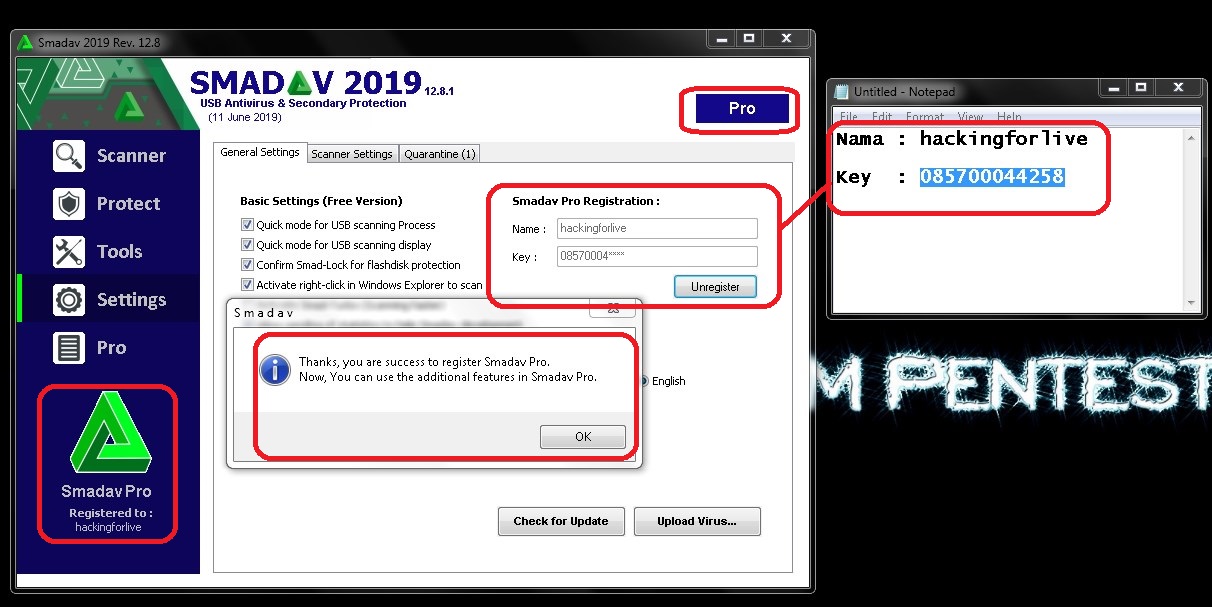 Smadav 2019 Rev. 12.8
SMADAV 2019 12.8.1
USB Antivirus & Secondary Protection
(11 June 2019)
Pro
Scanner
Protect
Tools
Settings
Pro
Smadav Pro
Registered to :
hackingforlive
General Settings
Scanner Settings
Quarantine (1)
Basic Settings (Free Version)
Quick mode for USB scanning Process
Quick mode for USB scanning display
Confirm Smad-Lock for flashdisk protection
Activate right-click in Windows Explorer to scan
Smadav Pro Registration :
Name : hackingforlive
Key : 08570004****
Unregister
Smadav
Thanks, you are success to register Smadav Pro.
Now, You can use the additional features in Smadav Pro.
OK
English
Check for Update
Upload Virus...
Untitled - Notepad
File Edit Format View Help
Nama : hackingforlive
Key : 085700044258
M PENTEST